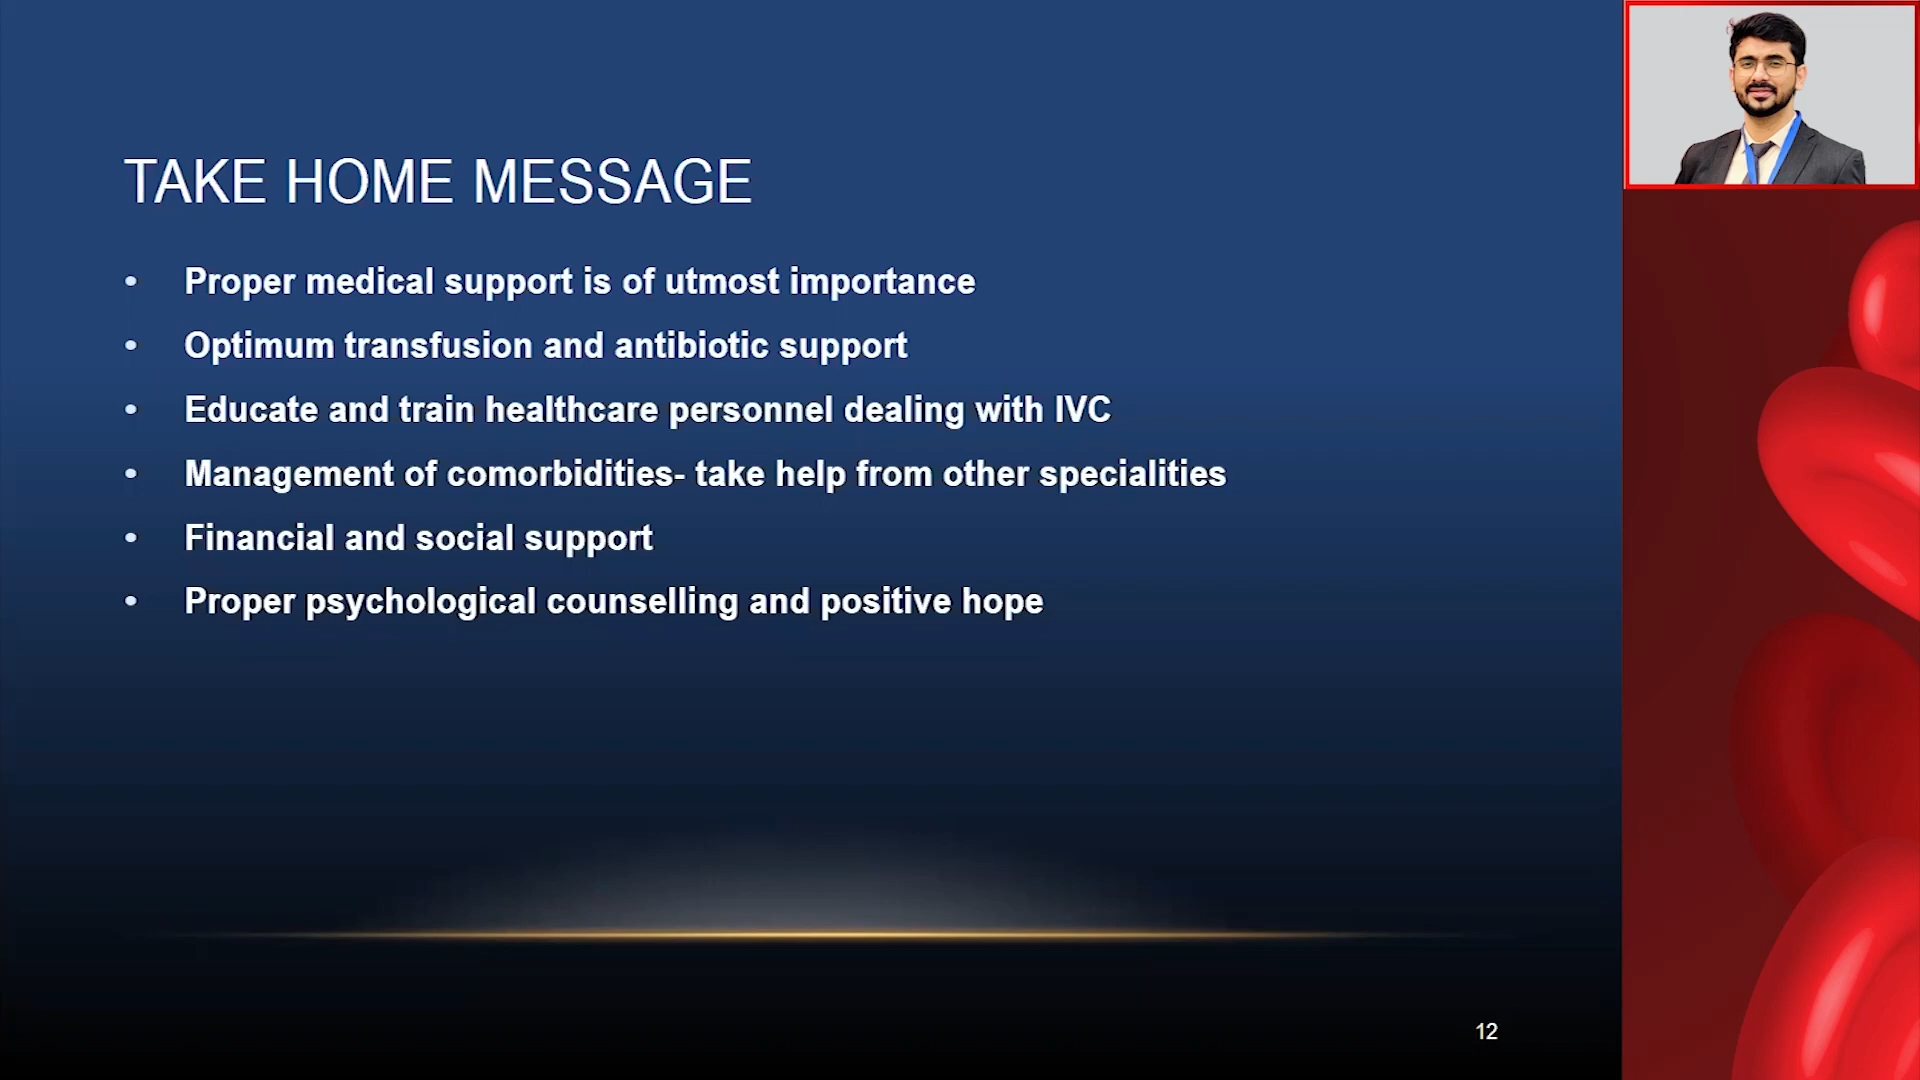 TAKE HOME MESSAGE
• Proper medical support is of utmost importance
• Optimum transfusion and antibiotic support
• Educate and train healthcare personnel dealing with IVC
• Management of comorbidities- take help from other specialities
• Financial and social support
• Proper psychological counselling and positive hope
12